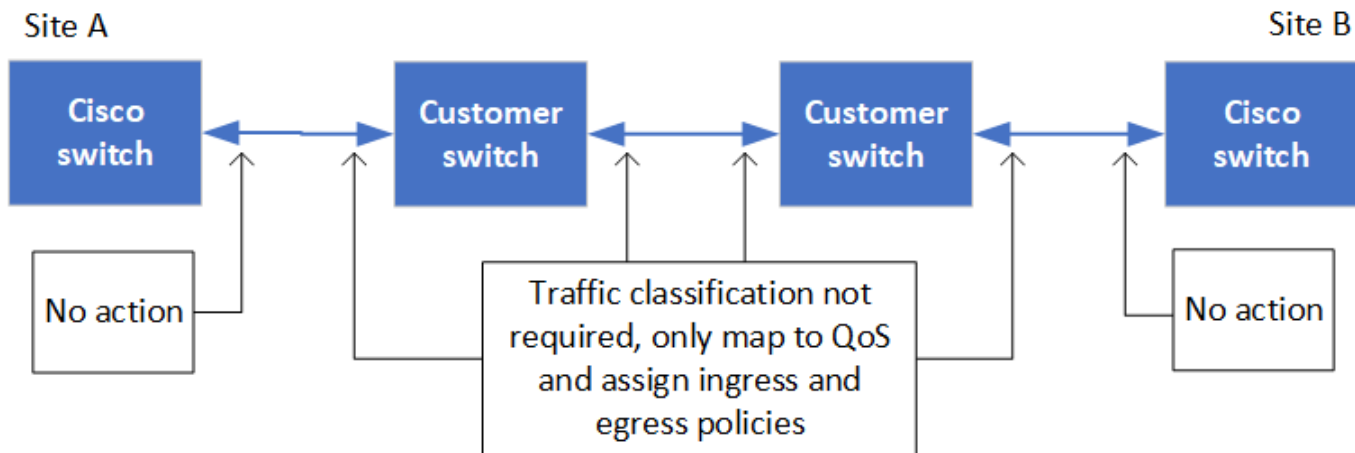 Site A
Site B
Cisco
switch
Customer
switch
Customer
switch
Cisco
switch
No action
Traffic classification not
required, only map to QoS
and assign ingress and
egress policies
No action